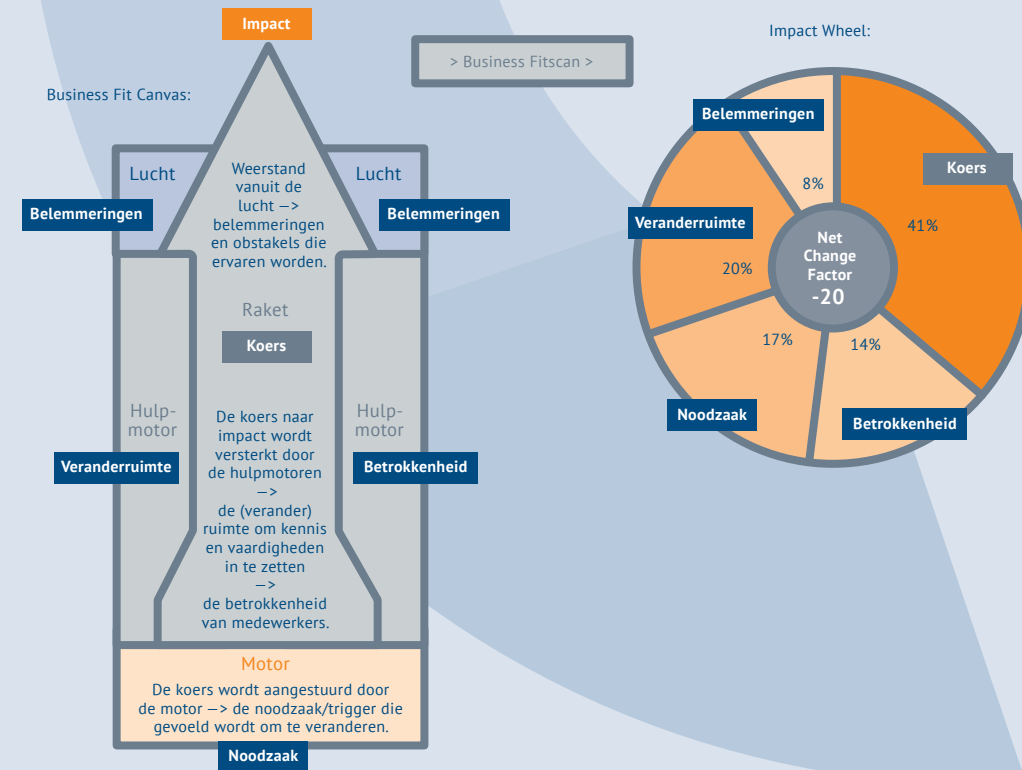 Impact
Business Fit Canvas:
Lucht
Lucht
Belemmeringen
Belemmeringen
Weerstand
vanuit de
lucht —>
belemmeringen
en obstakels die
ervaren worden.
Raket
Koers
Hulp-
motor
Veranderruimte
Hulp-
motor
Betrokkenheid
De koers naar
impact wordt
versterkt door
de hulpmotoren
—>
de (verander)
ruimte om kennis
en vaardigheden
in te zetten
—>
de betrokkenheid
van medewerkers.
Motor
De koers wordt aangestuurd door
de motor —> de noodzaak/trigger die
gevoeld wordt om te veranderen.
Noodzaak
> Business Fitscan >
Impact Wheel:
Belemmeringen
8%
Koers
41%
Veranderruimte
20%
Net
Change
Factor
-20
17%
14%
Noodzaak
Betrokkenheid